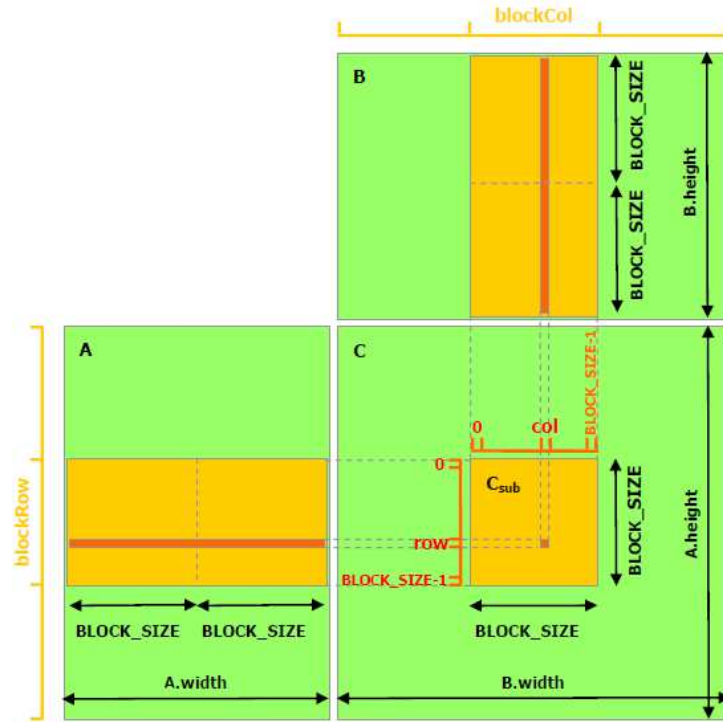 blockCol
B
BLOCK_SIZE
BLOCK_SIZE
B.height
blockRow
A
C
0
col
BLOCK_SIZE-1
0
row
BLOCK_SIZE-1
Csub
BLOCK_SIZE
A.height
BLOCK_SIZE
BLOCK_SIZE
BLOCK_SIZE
A.width
B.width